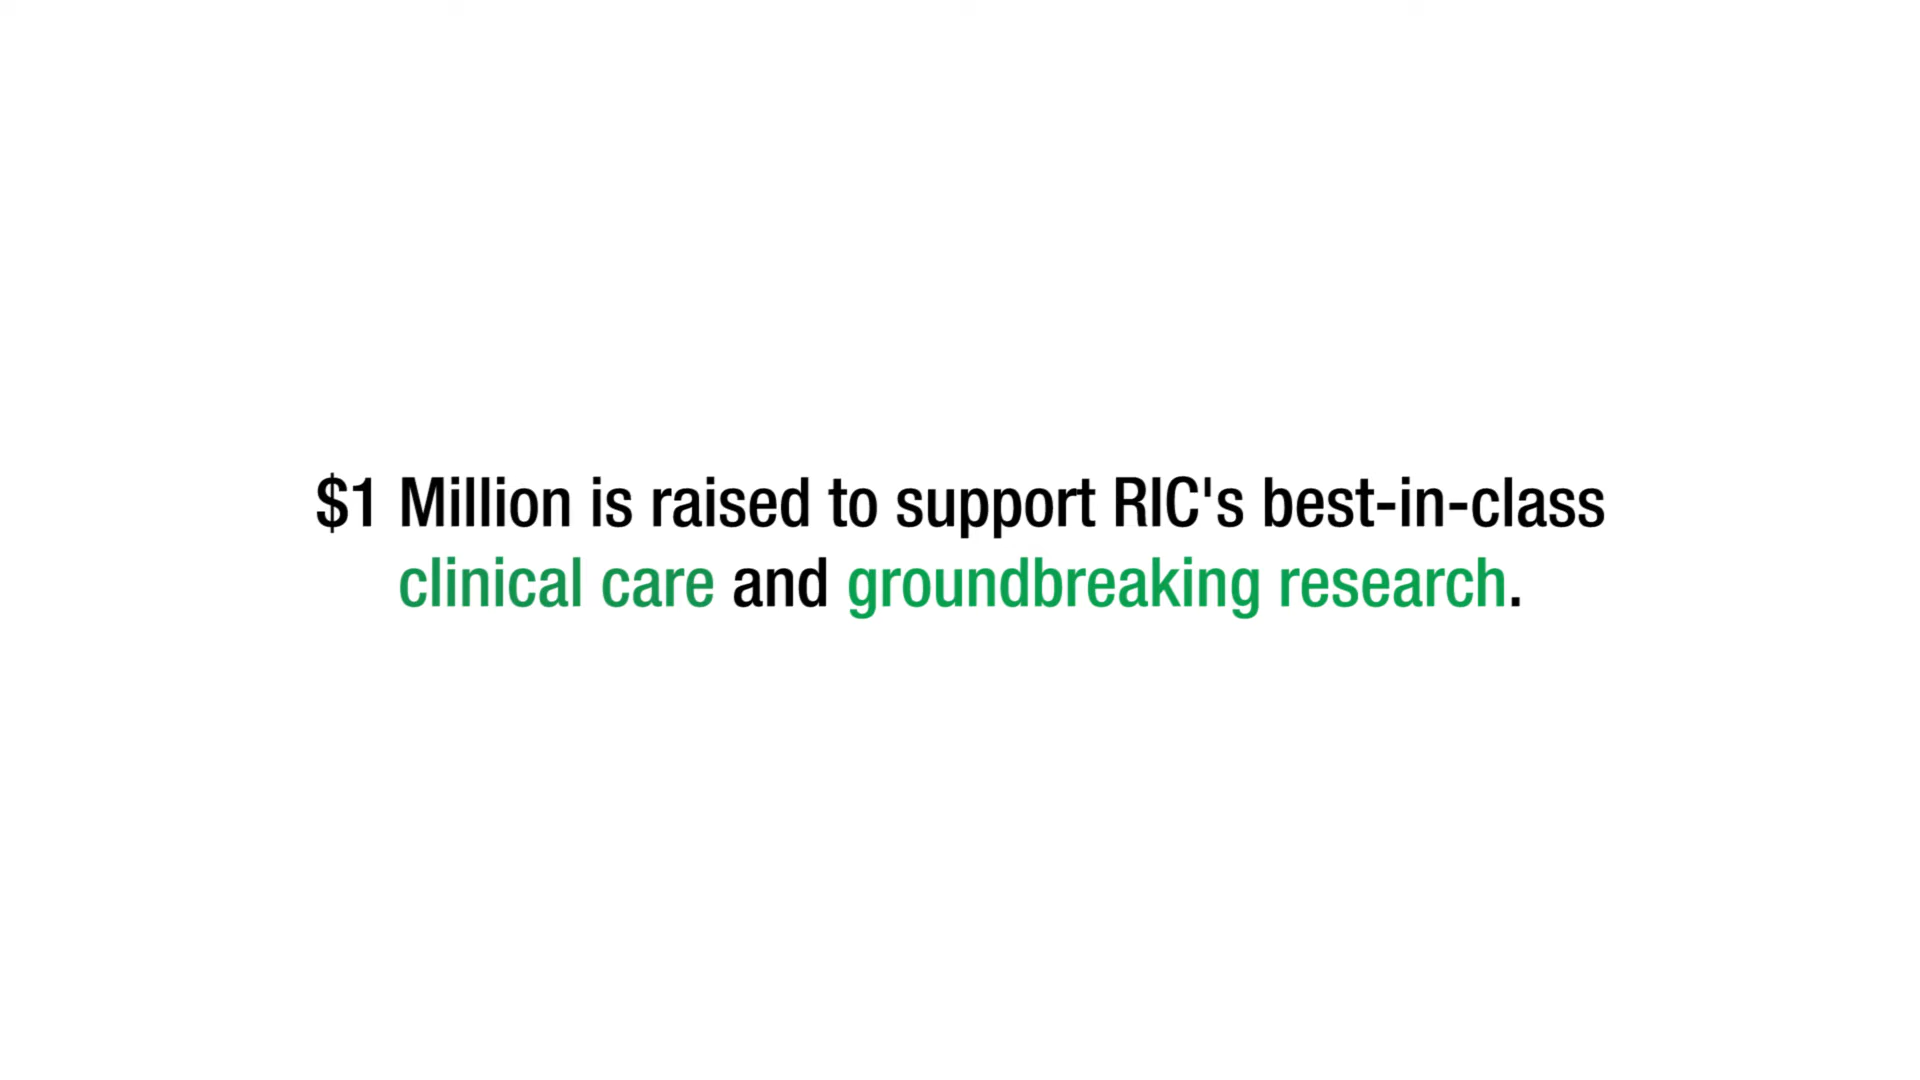 $1 Million is raised to support RIC's best-in-class
clinical care and groundbreaking research.